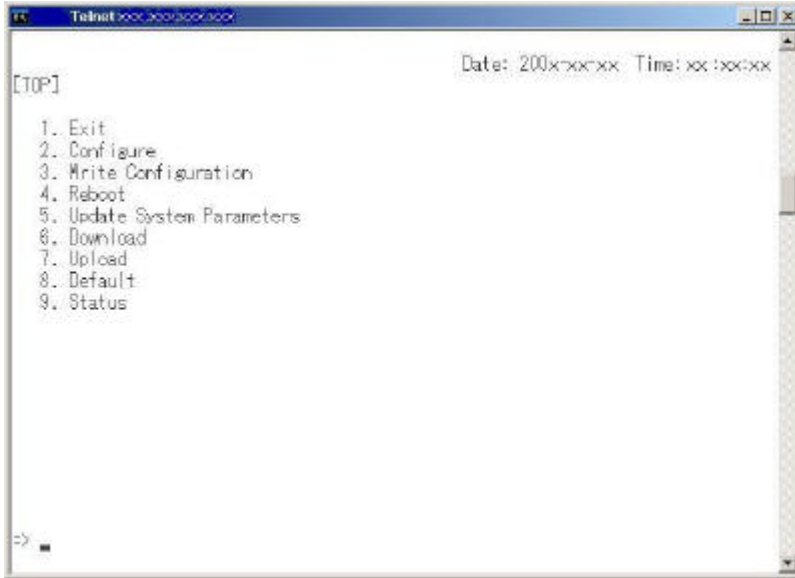 Telnet xxx.xxx.xxx.xxx
Date: 200x-xx-xx Time: xx:xx:xx
[TOP]
1. Exit
2. Configure
3. Write Configuration
4. Reboot
5. Update System Parameters
6. Download
7. Upload
8. Default
9. Status
=>